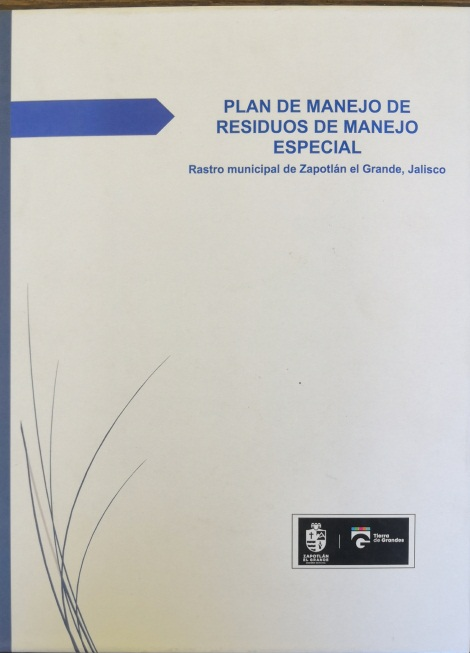 PLAN DE MANEJO DE
RESIDUOS DE MANEJO
ESPECIAL
Rastro municipal de Zapotlán el Grande, Jalisco
ZAPOTLÁN
EL GRANDE
Tierra
de Grandes